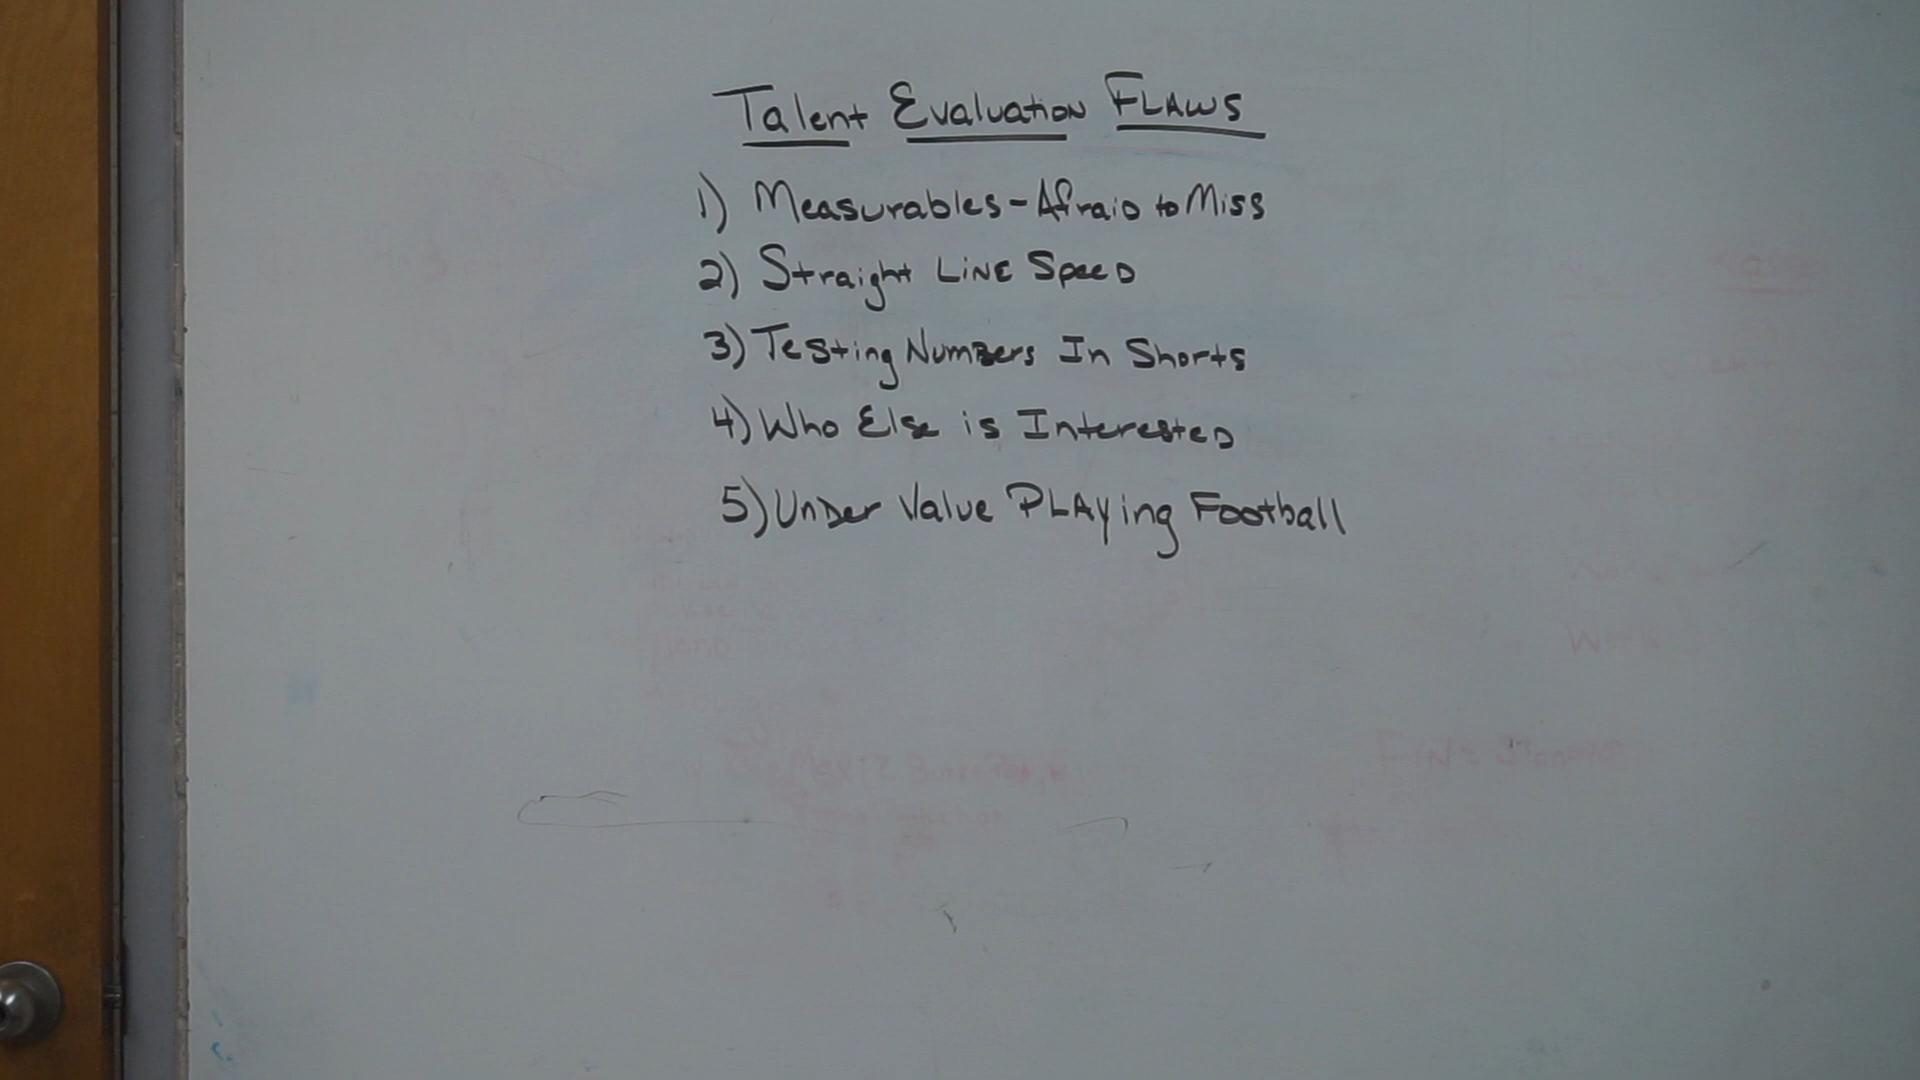 Talent Evaluation FLAWS
1) Measurables - Afraid to Miss
2) Straight LINE Speed
3) Testing Numbers In Shorts
4) Who Else is Interested
5) Under Value PLAying Football